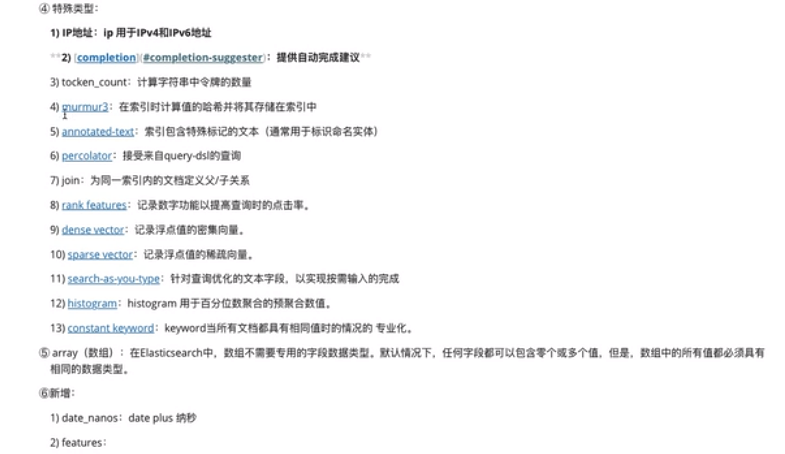 ④ 特殊类型：
1) IP地址：ip 用于IPv4和IPv6地址
**2) [completion](#completion-suggester)：提供自动完成建议**
3) tocken_count：计算字符串中令牌的数量
4) murmur3：在索引时计算值的哈希并将其存储在索引中
5) annotated-text：索引包含特殊标记的文本（通常用于标识命名实体）
6) percolator：接受来自query-dsl的查询
7) join：为同一索引内的文档定义父/子关系
8) rank features：记录数字功能以提高查询时的点击率。
9) dense vector：记录浮点值的密集向量。
10) sparse vector：记录浮点值的稀疏向量。
11) search-as-you-type：针对查询优化的文本字段，以实现按需输入的完成
12) histogram：histogram 用于百分位数聚合的预聚合数值。
13) constant keyword：keyword当所有文档都具有相同值时的情况的 专业化。
⑤ array（数组）：在Elasticsearch中，数组不需要专用的字段数据类型。默认情况下，任何字段都可以包含零个或多个值，但是，数组中的所有值都必须具有
相同的数据类型。
⑥新增：
1) date_nanos：date plus 纳秒
2) features：